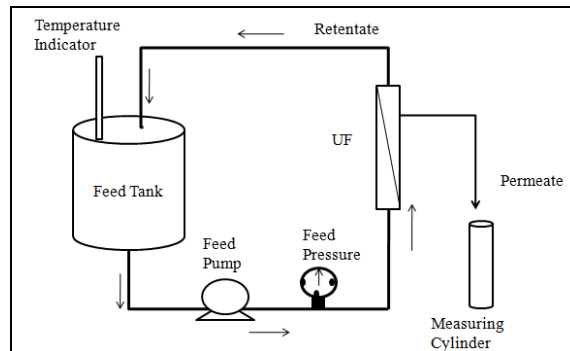 Temperature
Indicator
Retentate
UF
Feed Tank
Permeate
Feed
Pump
Feed
Pressure
Measuring
Cylinder